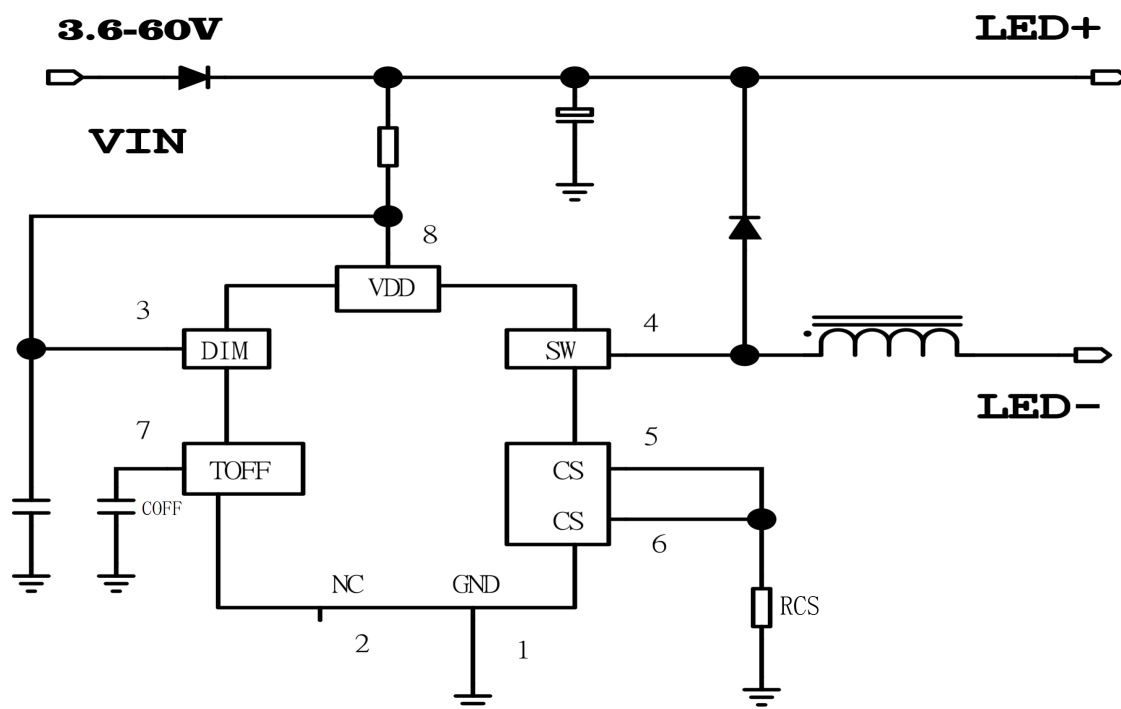 3.6-60V
LED+
VIN
8
VDD
3
4
DIM
SW
LED-
7
5
TOFF
CS
COFF
CS
6
NC
GND
RCS
2
1